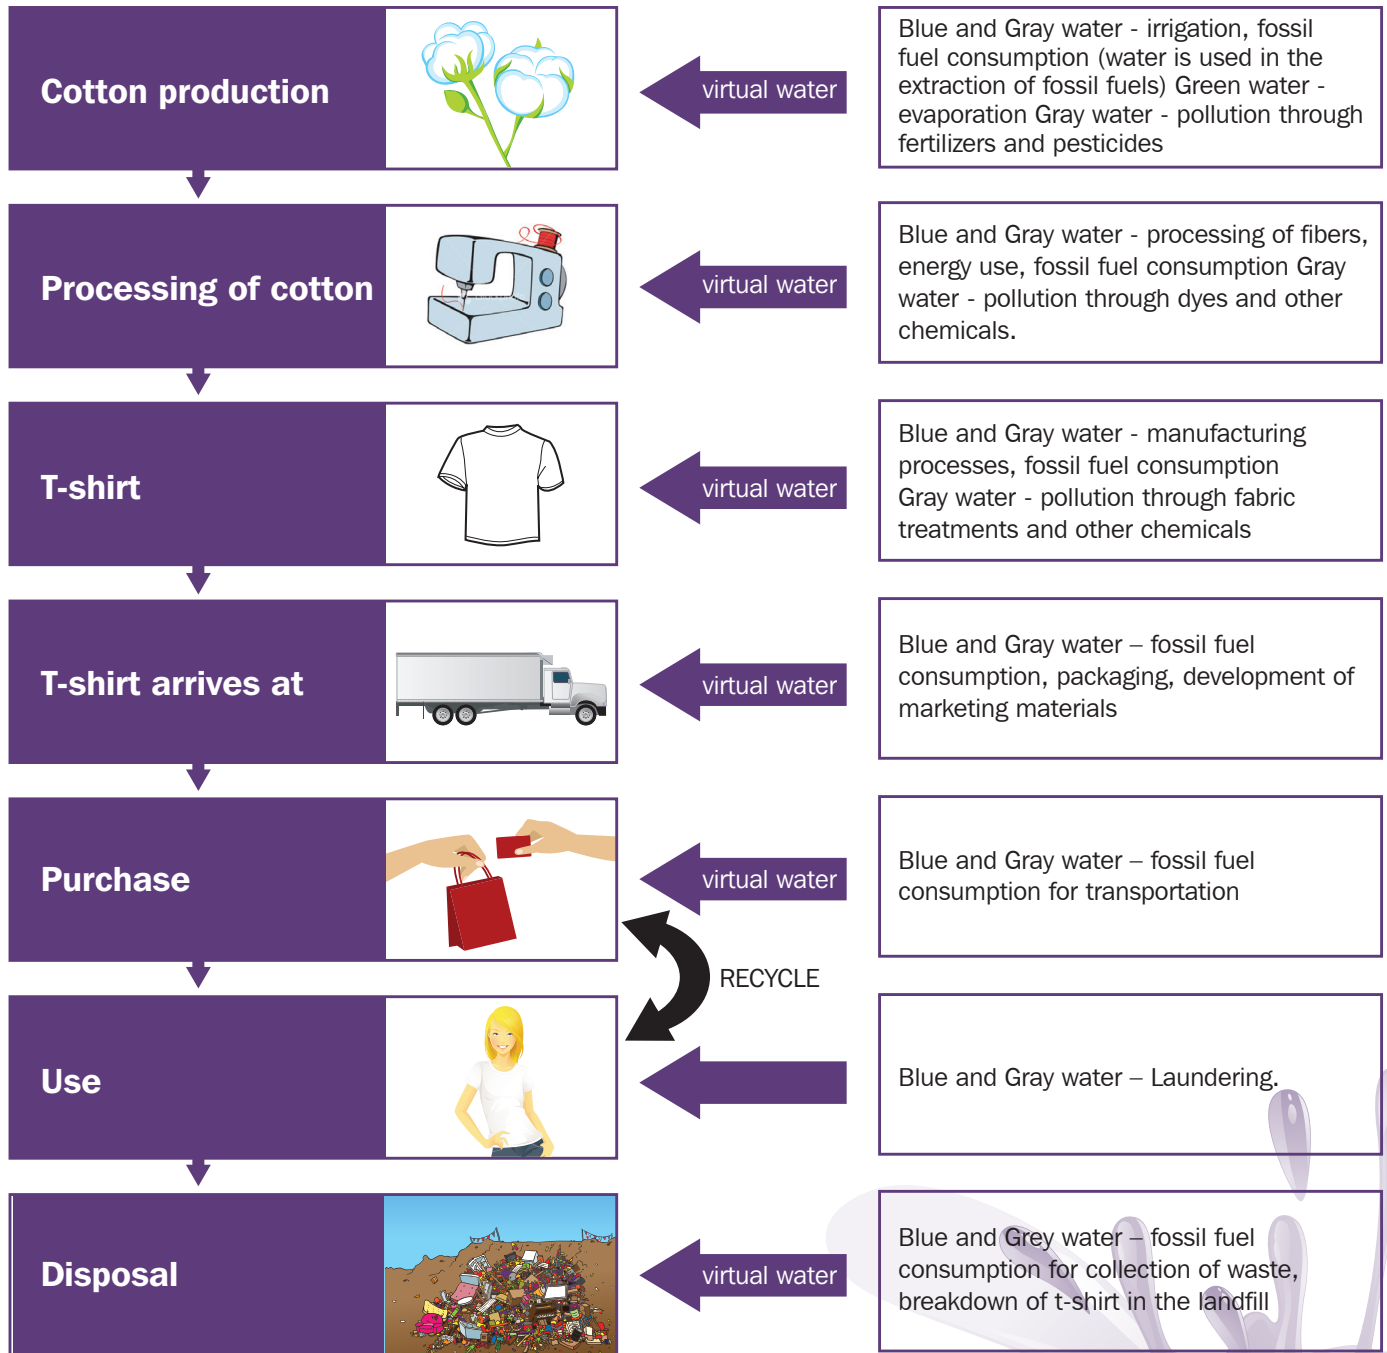 Cotton production
virtual water
Blue and Gray water - irrigation, fossil
fuel consumption (water is used in the
extraction of fossil fuels) Green water -
evaporation Gray water - pollution through
fertilizers and pesticides
Processing of cotton
virtual water
Blue and Gray water - processing of fibers,
energy use, fossil fuel consumption Gray
water - pollution through dyes and other
chemicals.
T-shirt
virtual water
Blue and Gray water - manufacturing
processes, fossil fuel consumption
Gray water - pollution through fabric
treatments and other chemicals
T-shirt arrives at
virtual water
Blue and Gray water – fossil fuel
consumption, packaging, development of
marketing materials
Purchase
virtual water
Blue and Gray water – fossil fuel
consumption for transportation
RECYCLE
Use
Blue and Gray water – Laundering.
Disposal
virtual water
Blue and Grey water – fossil fuel
consumption for collection of waste,
breakdown of t-shirt in the landfill